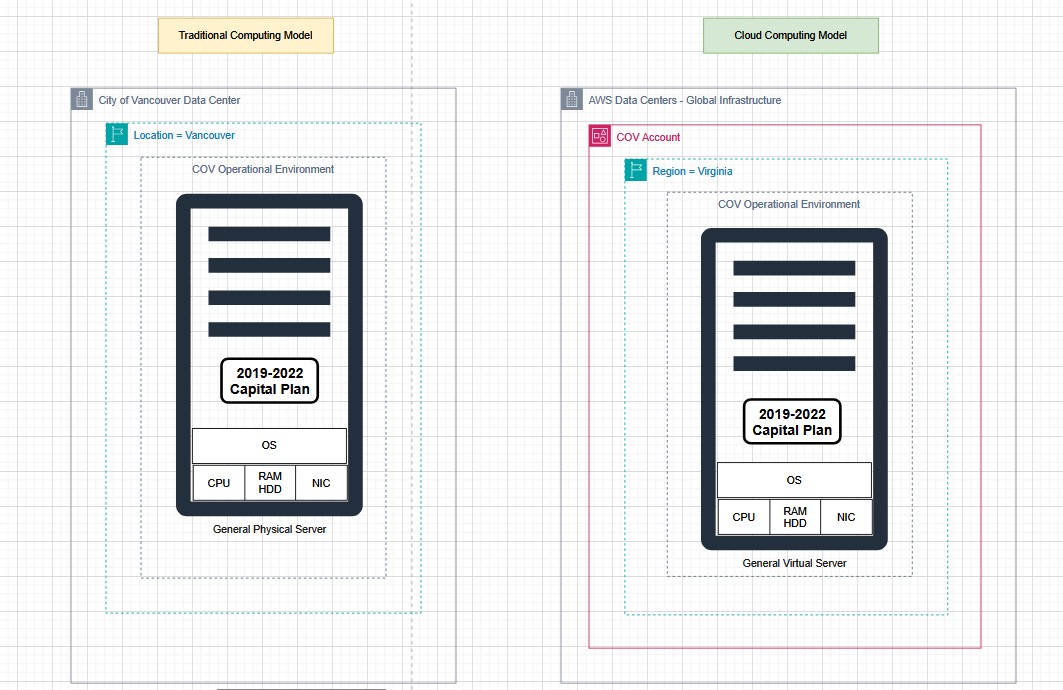 Traditional Computing Model
Cloud Computing Model
City of Vancouver Data Center
Location = Vancouver
COV Operational Environment
2019-2022
Capital Plan
OS
CPU
RAM
HDD
NIC
General Physical Server
AWS Data Centers - Global Infrastructure
COV Account
Region = Virginia
COV Operational Environment
2019-2022
Capital Plan
OS
CPU
RAM
HDD
NIC
General Virtual Server